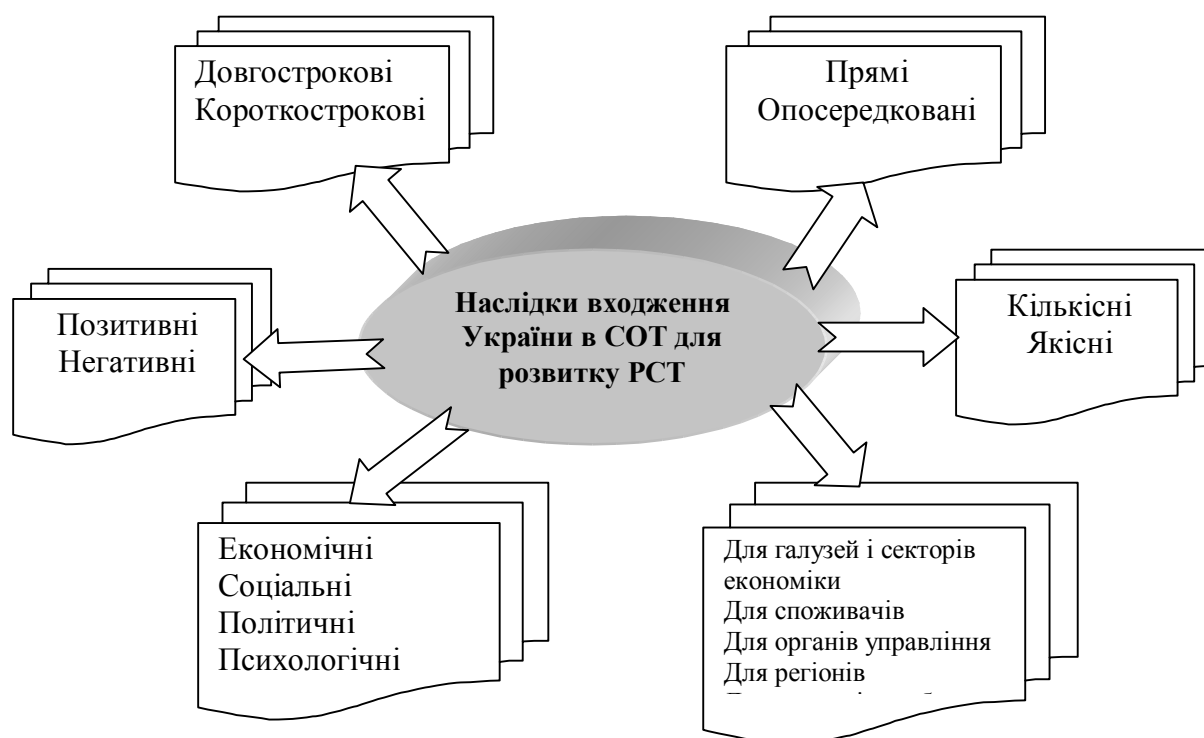 Довгострокові
Короткострокові
Прямі
Опосередковані
Наслідки входження
України в СОТ для
розвитку РСТ
Позитивні
Негативні
Кількісні
Якісні
Економічні
Соціальні
Політичні
Психологічні
Для галузей і секторів
економіки
Для споживачів
Для органів управління
Для регіонів